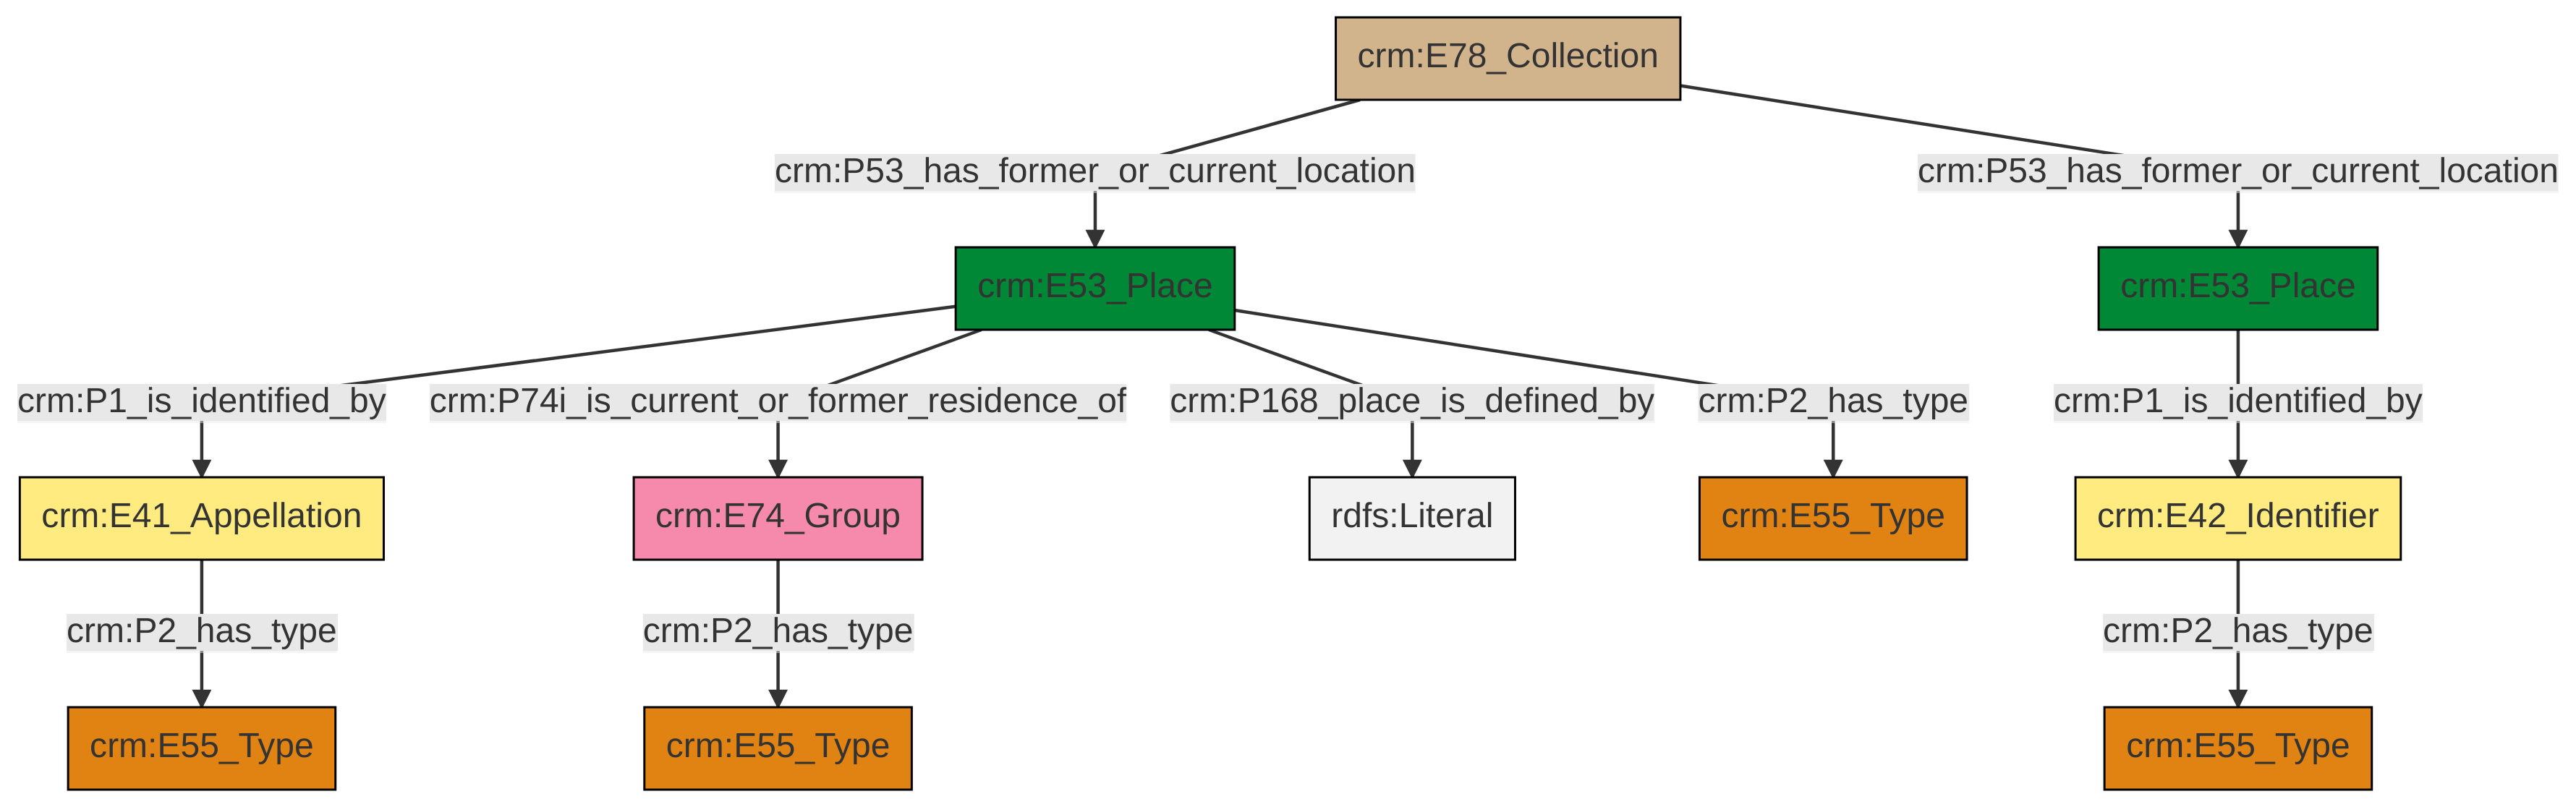 crm:E78_Collection
crm:P53_has_former_or_current_location
crm:P53_has_former_or_current_location
crm:E53_Place
crm:E53_Place
crm:P1_is_identified_by
crm:P74i_is_current_or_former_residence_of
crm:P168_place_is_defined_by
crm:P2_has_type
crm:P1_is_identified_by
crm:E41_Appellation
crm:E74_Group
rdfs:Literal
crm:E55_Type
crm:E42_Identifier
crm:P2_has_type
crm:P2_has_type
crm:P2_has_type
crm:E55_Type
crm:E55_Type
crm:E55_Type